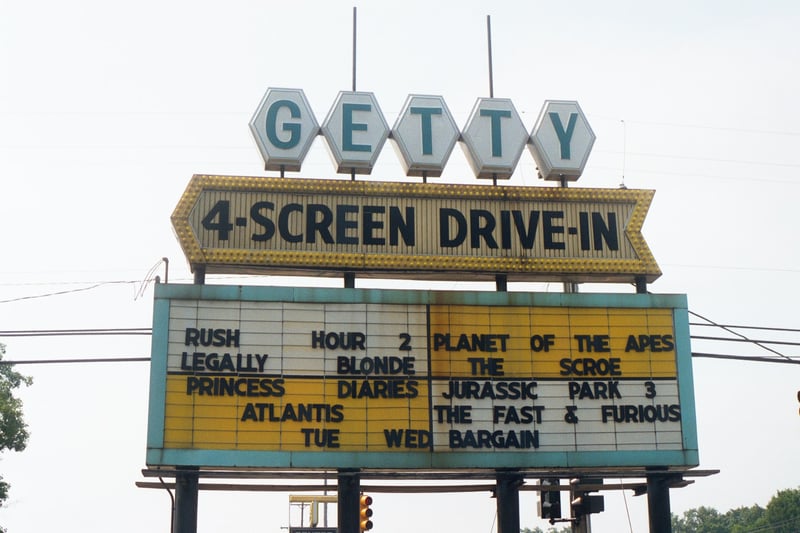 GETTY
4-SCREEN DRIVE-IN
RUSH HOUR 2
LEGALLY BLONDE
PLANET OF THE APES
THE SCROE
PRINCESS DIARIES
ATLANTIS
JURASSIC PARK 3
THE FAST & FURIOUS
TUE WED BARGAIN